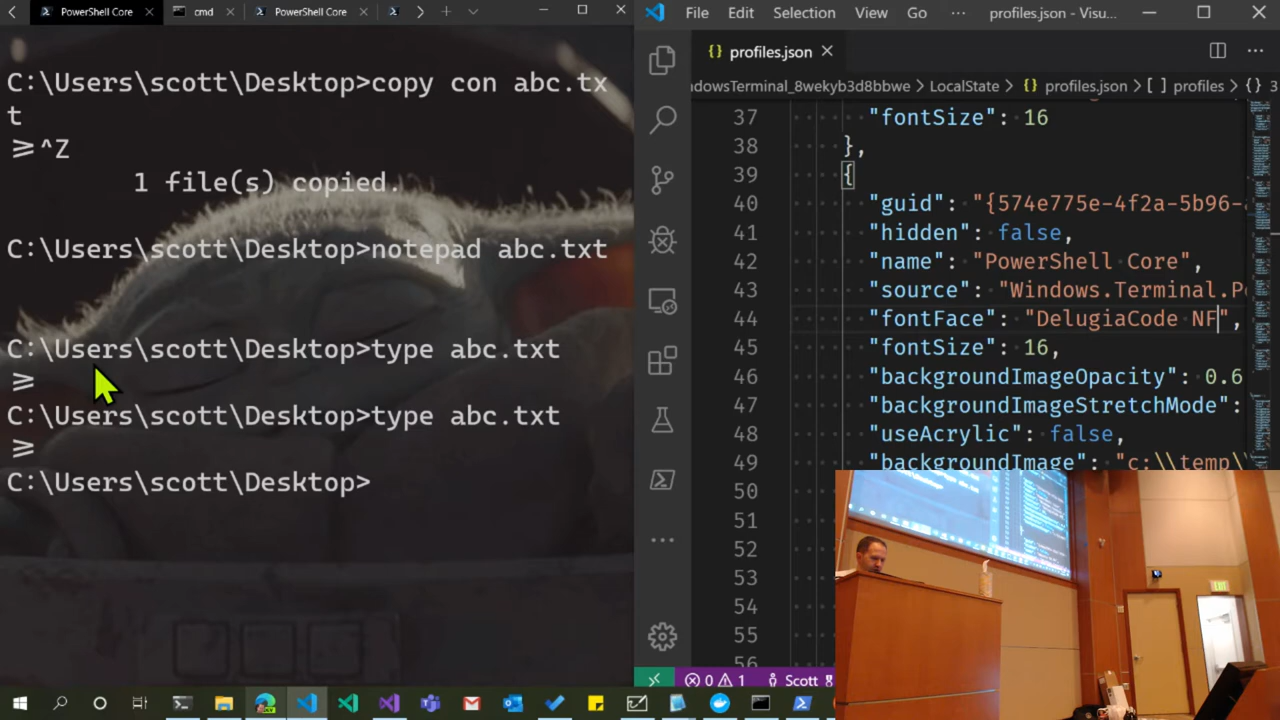 PowerShell Core
cmd
PowerShell Core
C:\Users\scott\Desktop>copy con abc.tx
t
⩾^Z
1 file(s) copied.
C:\Users\scott\Desktop>notepad abc.txt
C:\Users\scott\Desktop>type abc.txt
⩾
C:\Users\scott\Desktop>type abc.txt
⩾
C:\Users\scott\Desktop>
File Edit Selection View Go ··· profiles.json - Visu...
{} profiles.json
dowsTerminal_8wekyb3d8bbwe > LocalState > {} profiles.json > [ ] profiles > {} 3
37 "fontSize": 16
38 },
39 {
40 "guid": "{574e775e-4f2a-5b96-
41 "hidden": false,
42 "name": "PowerShell Core",
43 "source": "Windows.Terminal.P
44 "fontFace": "DelugiaCode NF",
45 "fontSize": 16,
46 "backgroundImageOpacity": 0.6
47 "backgroundImageStretchMode":
48 "useAcrylic": false,
49 "backgroundImage": "c:\\temp\
50
51
52
53
54
55
56
0 1 Scott